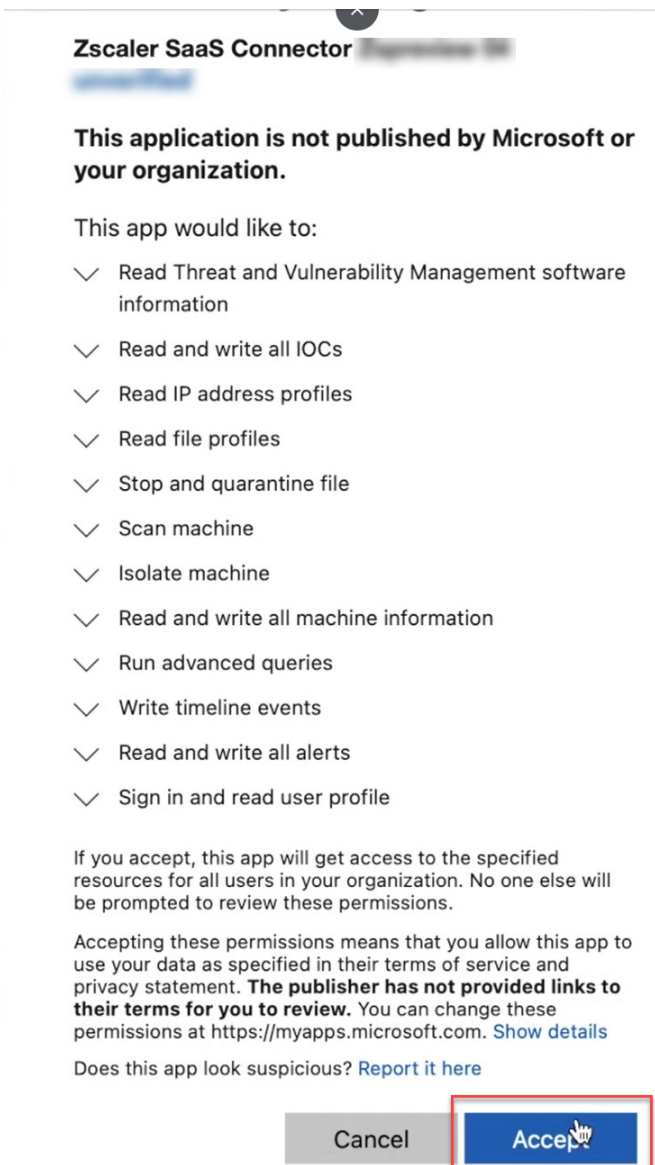 Zscaler SaaS Connector
This application is not published by Microsoft or
your organization.
This app would like to:
Read Threat and Vulnerability Management software
information
Read and write all IOCs
Read IP address profiles
Read file profiles
Stop and quarantine file
Scan machine
Isolate machine
Read and write all machine information
Run advanced queries
Write timeline events
Read and write all alerts
Sign in and read user profile
If you accept, this app will get access to the specified
resources for all users in your organization. No one else will
be prompted to review these permissions.
Accepting these permissions means that you allow this app to
use your data as specified in their terms of service and
privacy statement. The publisher has not provided links to
their terms for you to review. You can change these
permissions at https://myapps.microsoft.com. Show details
Does this app look suspicious? Report it here
Cancel
Accept